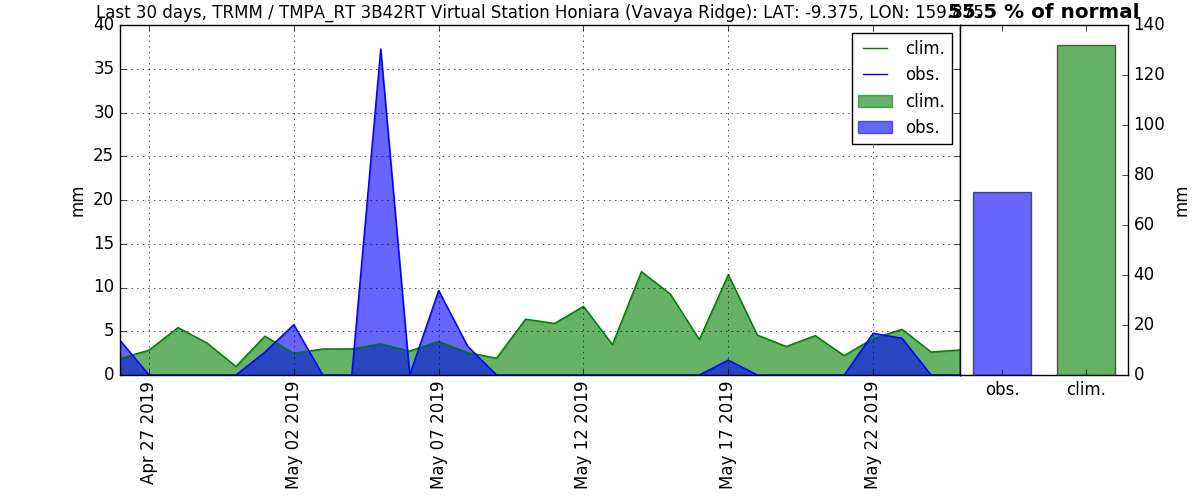 Last 30 days, TRMM / TMPA_RT 3B42RT Virtual Station Honiara (Vavaya Ridge): LAT: -9.375, LON:
55.5 % of normal
mm
40
35
30
25
20
15
10
5
0
clim.
obs.
clim.
obs.
Apr 27 2019
May 02 2019
May 07 2019
May 12 2019
May 17 2019
May 22 2019
140
120
100
80
60
40
20
0
mm
obs.
clim.